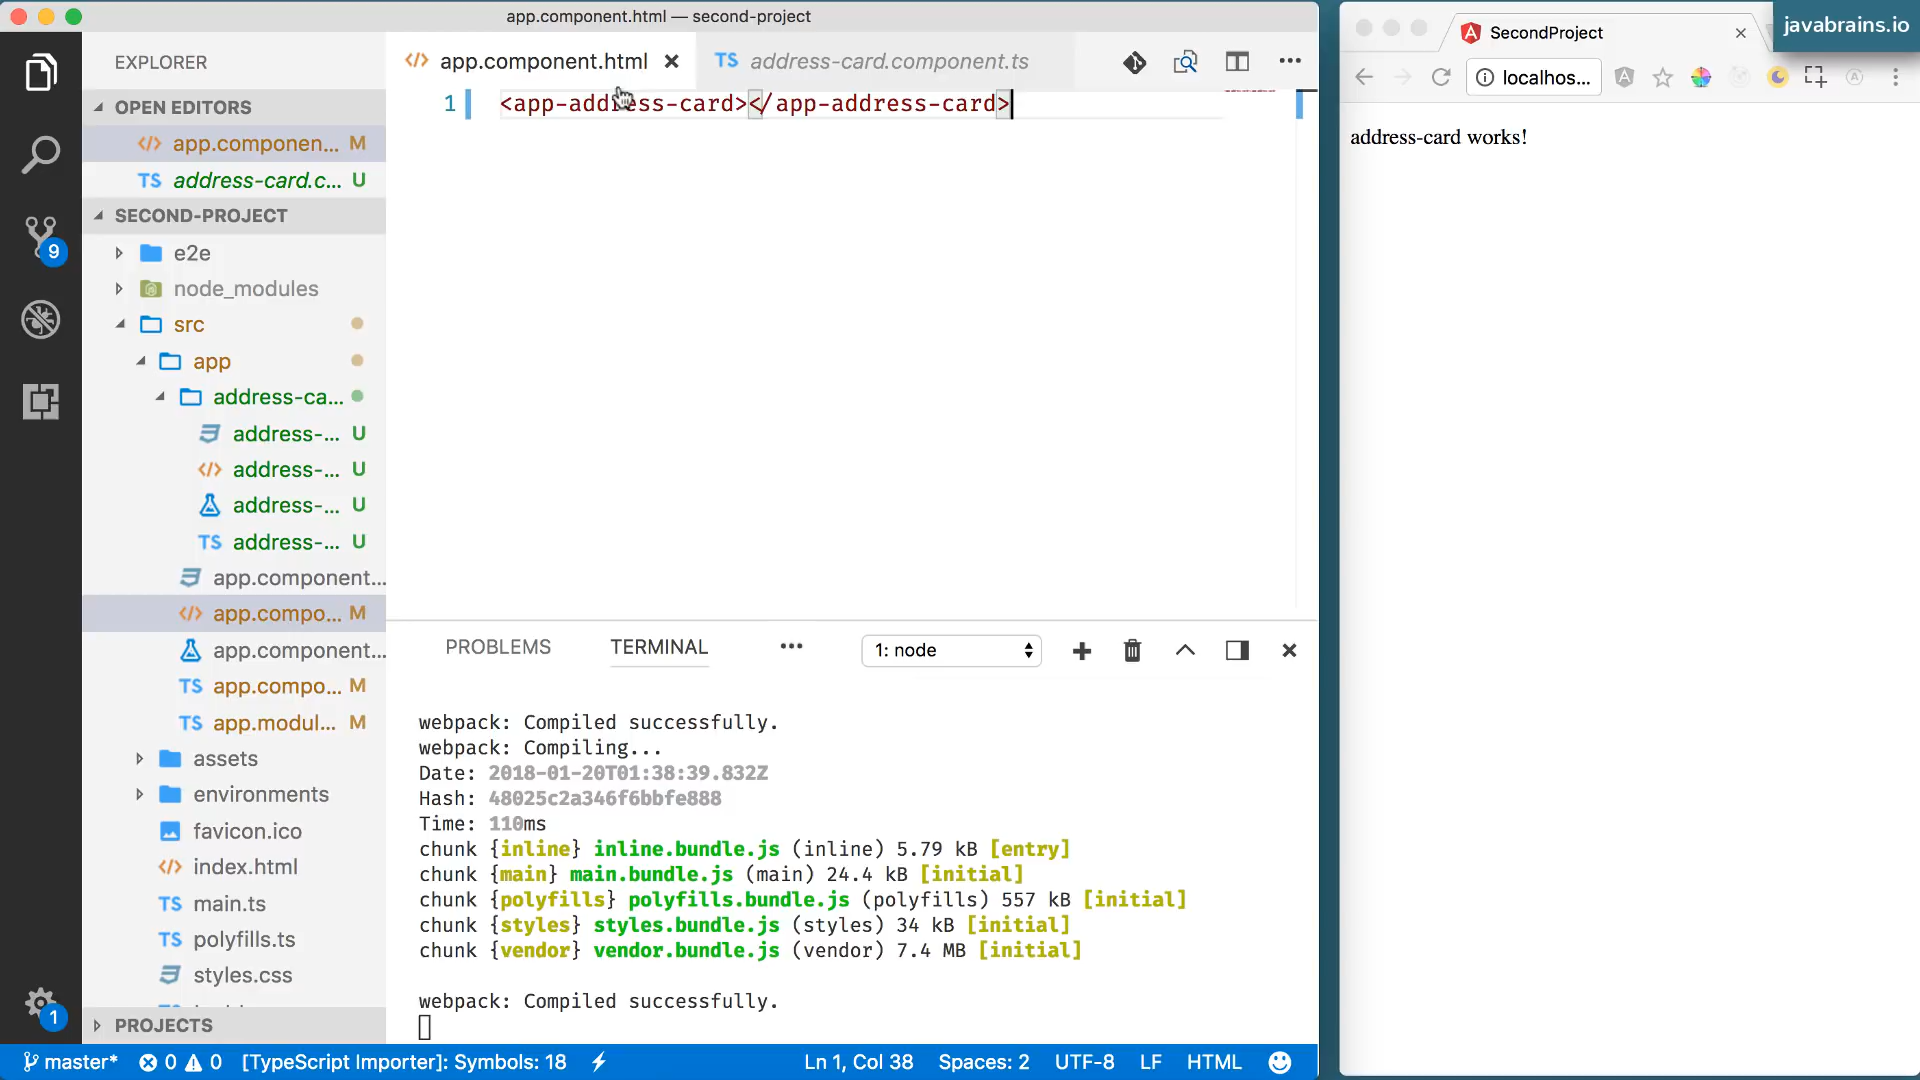 app.component.html — second-project
EXPLORER
OPEN EDITORS
app.componen... M
TS address-card.c... U
SECOND-PROJECT
e2e
node_modules
src
app
address-ca...
address-... U
address-... U
address-... U
TS address-... U
app.component...
app.compo... M
app.component...
TS app.compo... M
TS app.modul... M
assets
environments
favicon.ico
index.html
TS main.ts
TS polyfills.ts
styles.css
PROJECTS
9
1
app.component.html
TS address-card.component.ts
1 <app-address-card></app-address-card>
PROBLEMS TERMINAL ••• 1: node
webpack: Compiled successfully.
webpack: Compiling...
Date: 2018-01-20T01:38:39.832Z
Hash: 48025c2a346f6bbfe888
Time: 110ms
chunk {inline} inline.bundle.js (inline) 5.79 kB [entry]
chunk {main} main.bundle.js (main) 24.4 kB [initial]
chunk {polyfills} polyfills.bundle.js (polyfills) 557 kB [initial]
chunk {styles} styles.bundle.js (styles) 34 kB [initial]
chunk {vendor} vendor.bundle.js (vendor) 7.4 MB [initial]
webpack: Compiled successfully.
master* 0 0 [TypeScript Importer]: Symbols: 18 Ln 1, Col 38 Spaces: 2 UTF-8 LF HTML
SecondProject
javabrains.io
localhos...
address-card works!